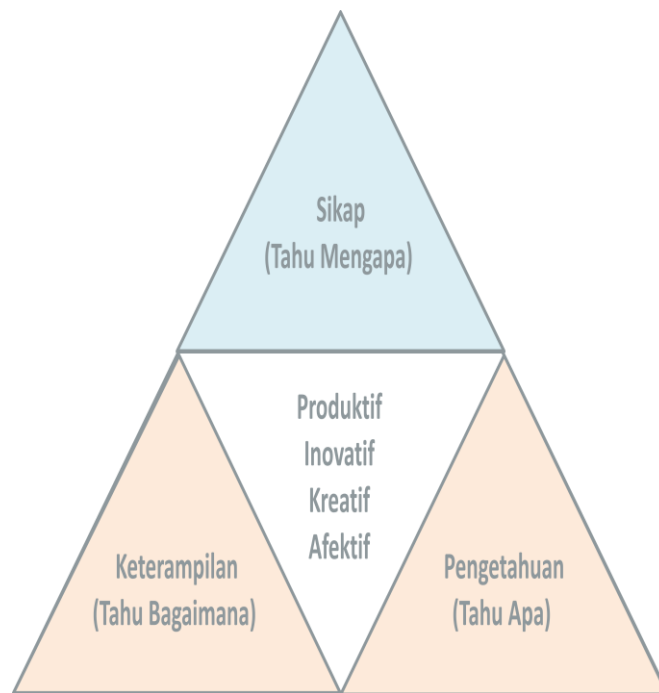 Sikap
(Tahu Mengapa)
Produktif
Inovatif
Kreatif
Afektif
Keterampilan
(Tahu Bagaimana)
Pengetahuan
(Tahu Apa)